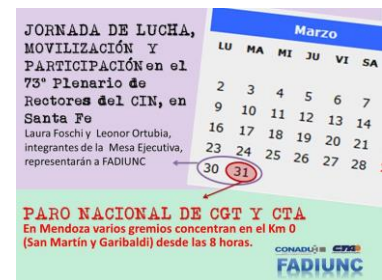 JORNADA DE LUCHA,
MOVILIZACIÓN Y
PARTICIPACIÓN en el
73º Plenario de
Rectores del CIN, en
Santa Fe
Laura Foschi y Leonor Ortubia,
integrantes de la Mesa Ejecutiva,
representarán a FADIUNC
Marzo
LU MA MI JU VI SA
2 3 4 5 6 7
9 10 11 12 13 14
16 17 18 19 20 21
23 24 25 26 27 28
30 31
PARO NACIONAL DE CGT Y CTA
En Mendoza varios gremios concentran en el Km 0
(San Martín y Garibaldi) desde las 8 horas.
CONADU CTA
FADIUNC